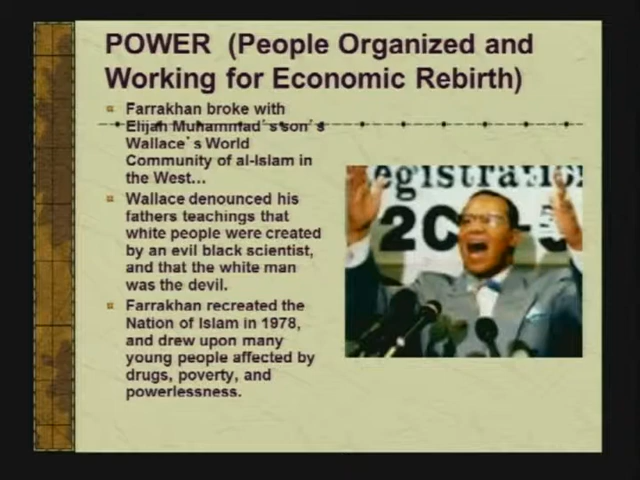 POWER (People Organized and
Working for Economic Rebirth)
Farrakhan broke with
Elijah Muhammad's son's
Wallace's World
Community of al-Islam in
the West...
Wallace denounced his
fathers teachings that
white people were created
by an evil black scientist,
and that the white man
was the devil.
Farrakhan recreated the
Nation of Islam in 1978,
and drew upon many
young people affected by
drugs, poverty, and
powerlessness.
egistratio